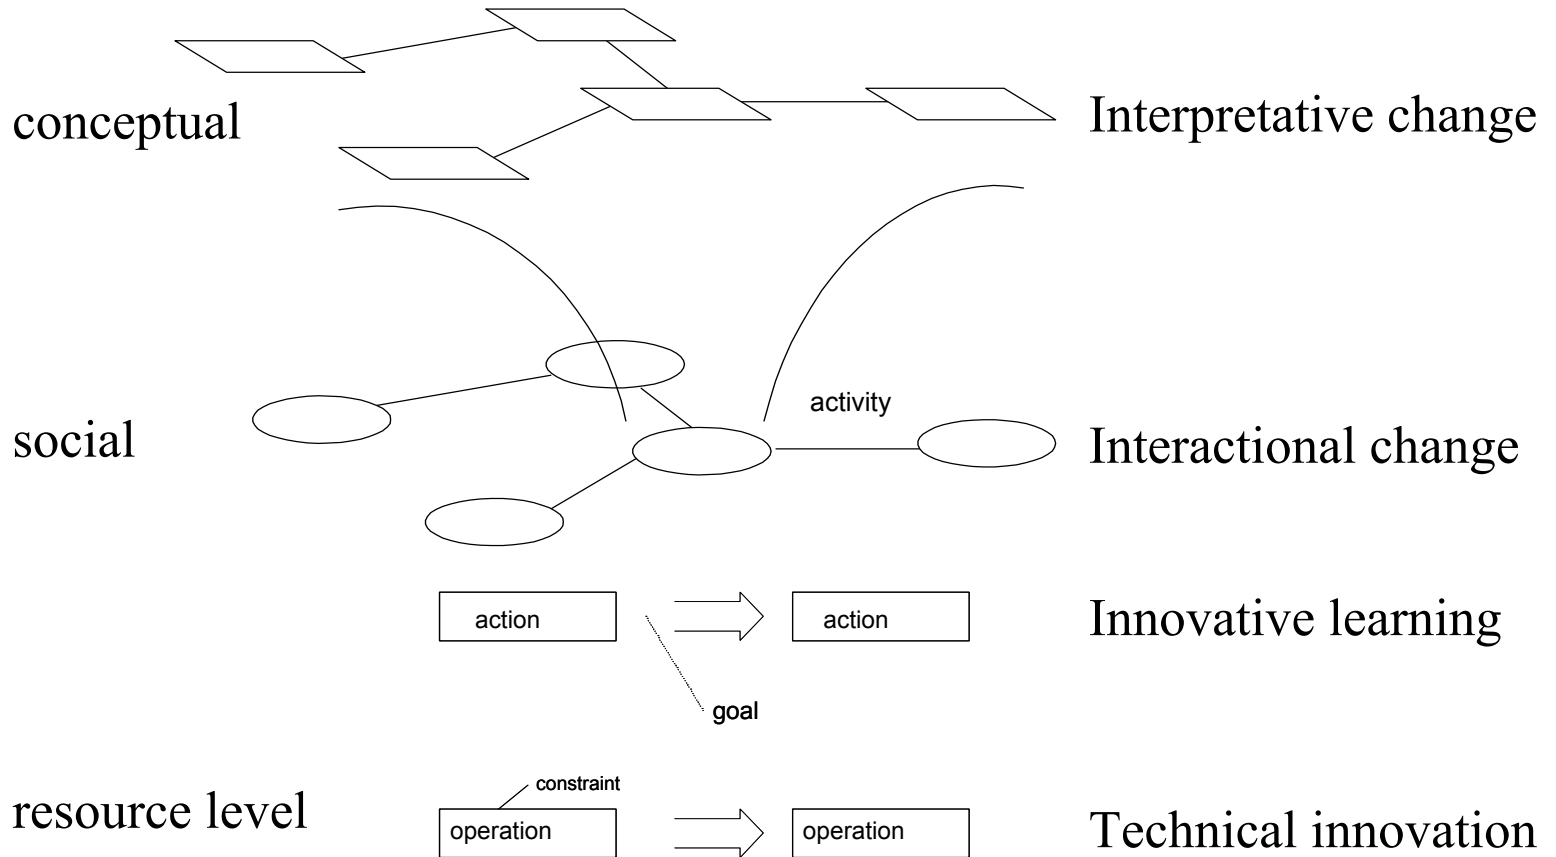 conceptual
Interpretative change
activity
social
Interactional change
action
action
Innovative learning
goal
constraint
resource level
operation
operation
Technical innovation